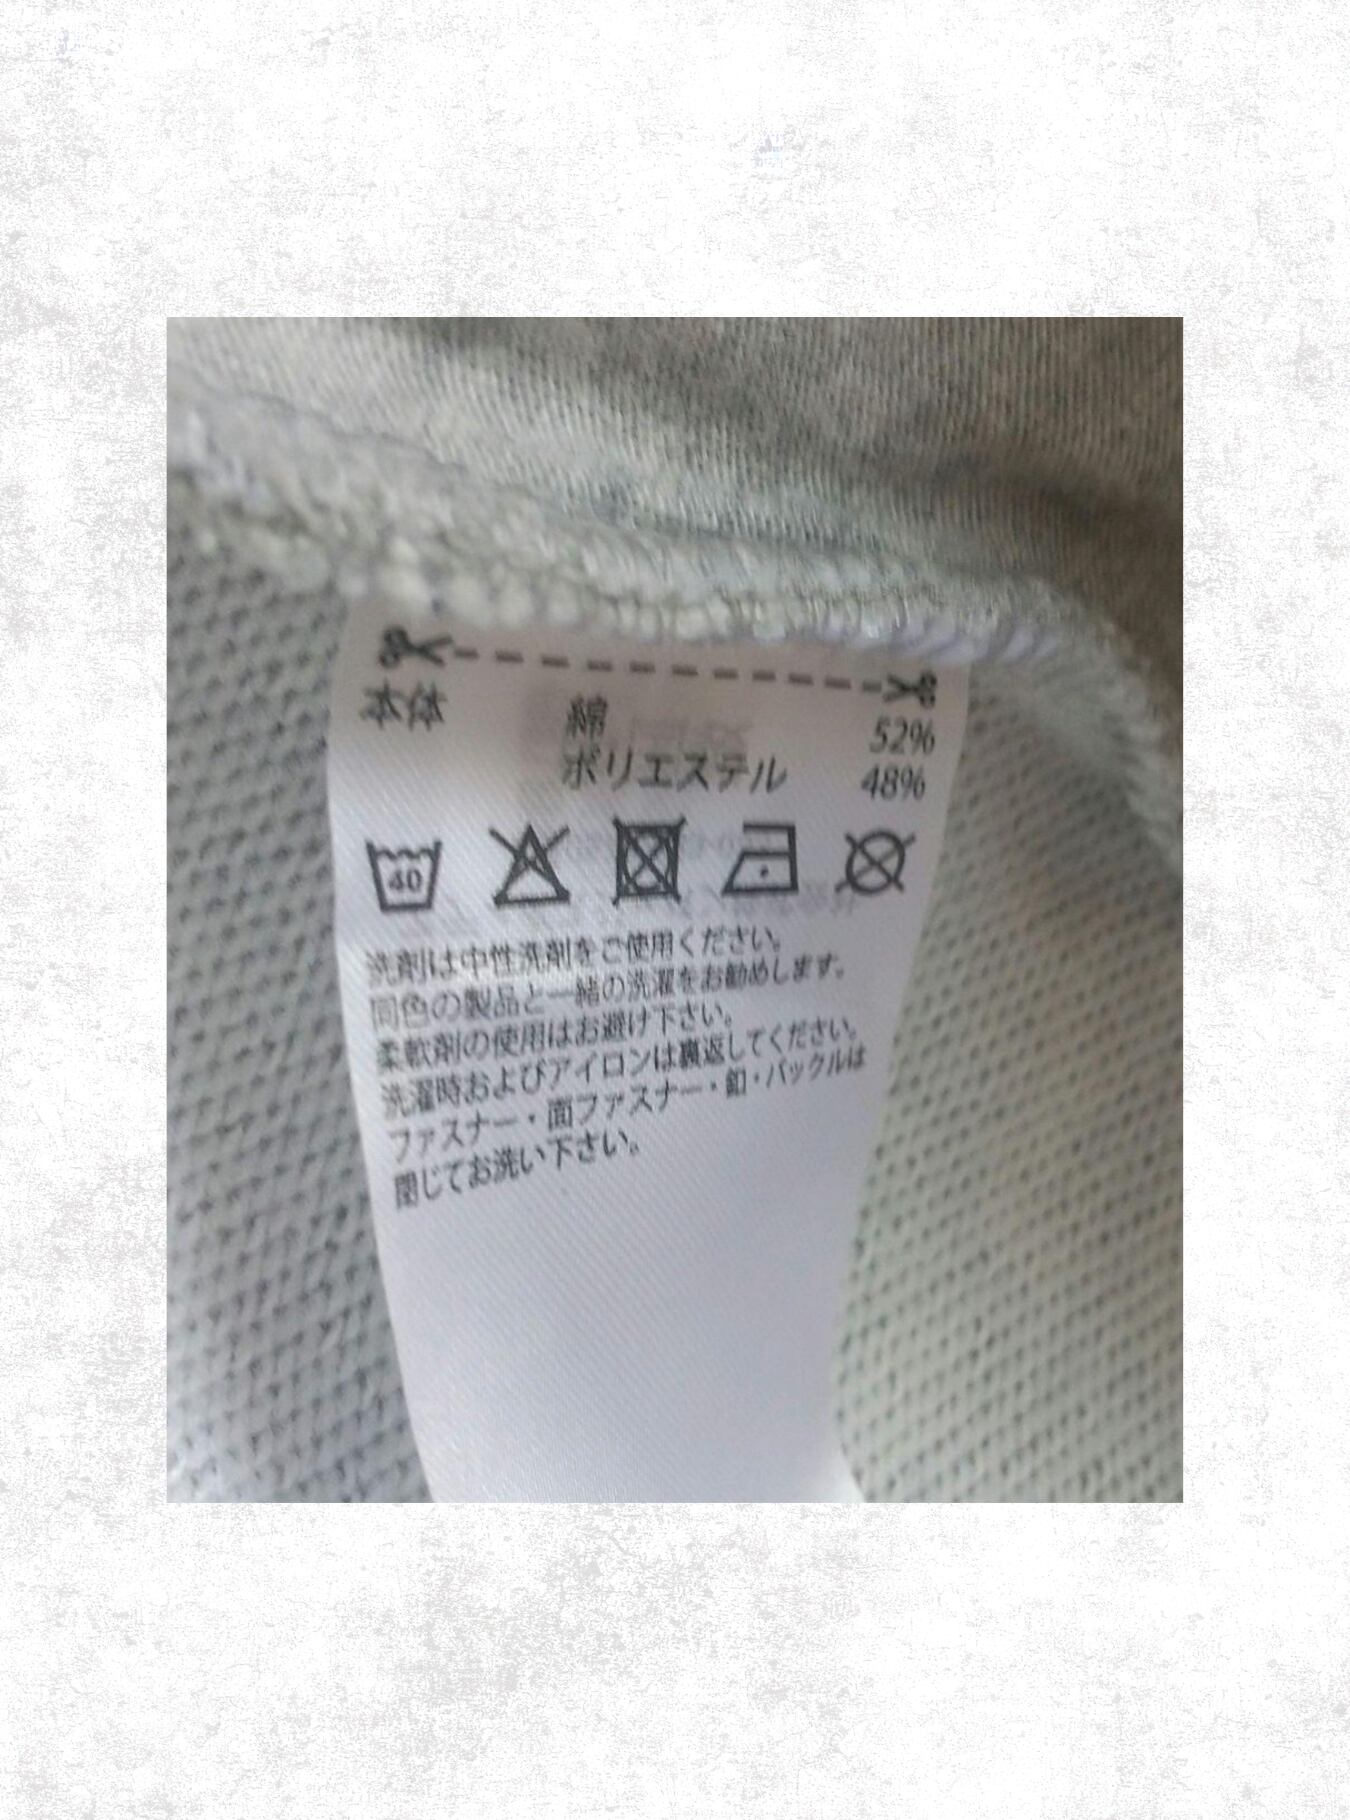 本体 綿 52%
ポリエステル 48%
40
洗剤は中性洗剤をご使用ください。
同色の製品と一緒の洗濯をお勧めします。
柔軟剤の使用はお避け下さい。
洗濯時およびアイロンは裏返してください。
ファスナー・面ファスナー・釦・バックルは
閉じてお洗い下さい。